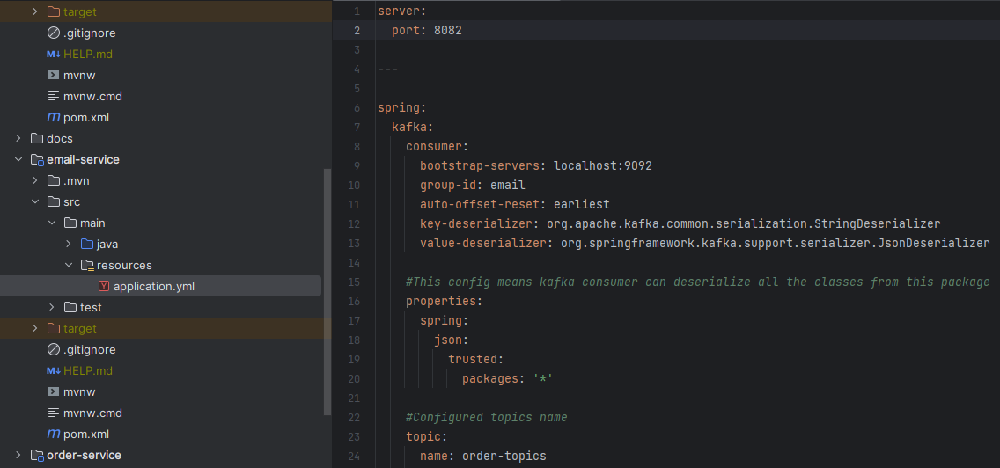 target
.gitignore
M↓ HELP.md
mvnw
mvnw.cmd
m pom.xml
docs
email-service
.mvn
src
main
java
resources
Y application.yml
test
target
.gitignore
M↓ HELP.md
mvnw
mvnw.cmd
m pom.xml
order-service
1 server:
2   port: 8082
3
4 ---
5
6 spring:
7   kafka:
8     consumer:
9       bootstrap-servers: localhost:9092
10       group-id: email
11       auto-offset-reset: earliest
12       key-deserializer: org.apache.kafka.common.serialization.StringDeserializer
13       value-deserializer: org.springframework.kafka.support.serializer.JsonDeserializer
14
15     #This config means kafka consumer can deserialize all the classes from this package
16     properties:
17       spring:
18         json:
19           trusted:
20             packages: '*'
21
22     #Configured topics name
23     topic:
24       name: order-topics